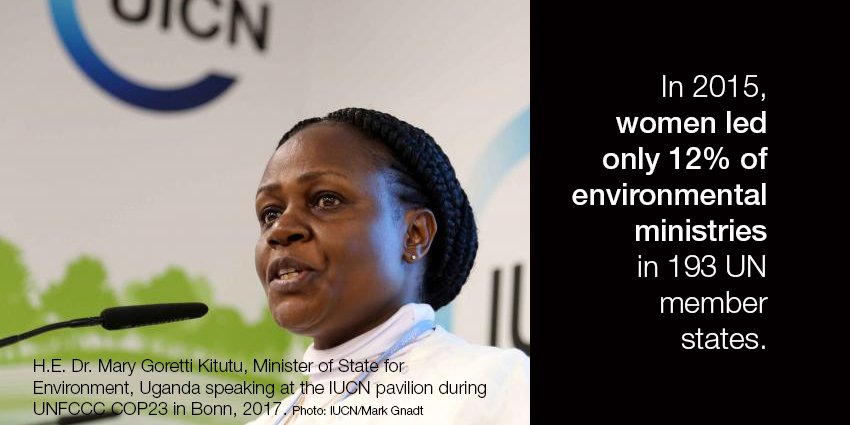 UICN
IU
H.E. Dr. Mary Goretti Kitutu, Minister of State for
Environment, Uganda speaking at the IUCN pavilion during
UNFCCC COP23 in Bonn, 2017. Photo: IUCN/Mark Gnadt
In 2015,
women led
only 12% of
environmental
ministries
in 193 UN
member
states.